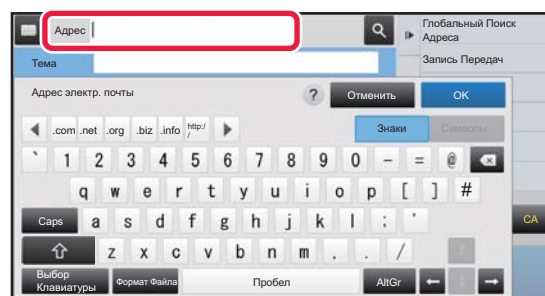 Адрес
Глобальный Поиск
Адреса
Тема
Запись Передач
Адрес электр. почты
?
Отменить
OK
.com .net .org .biz .info http://
Знаки
Символы
` 1 2 3 4 5 6 7 8 9 0 - = @
q w e r t y u i o p [ ] #
Caps a s d f g h j k l ; '
CA
z x c v b n m , . /
Выбор
Клавиатуры
Формат Файла
Пробел
AltGr